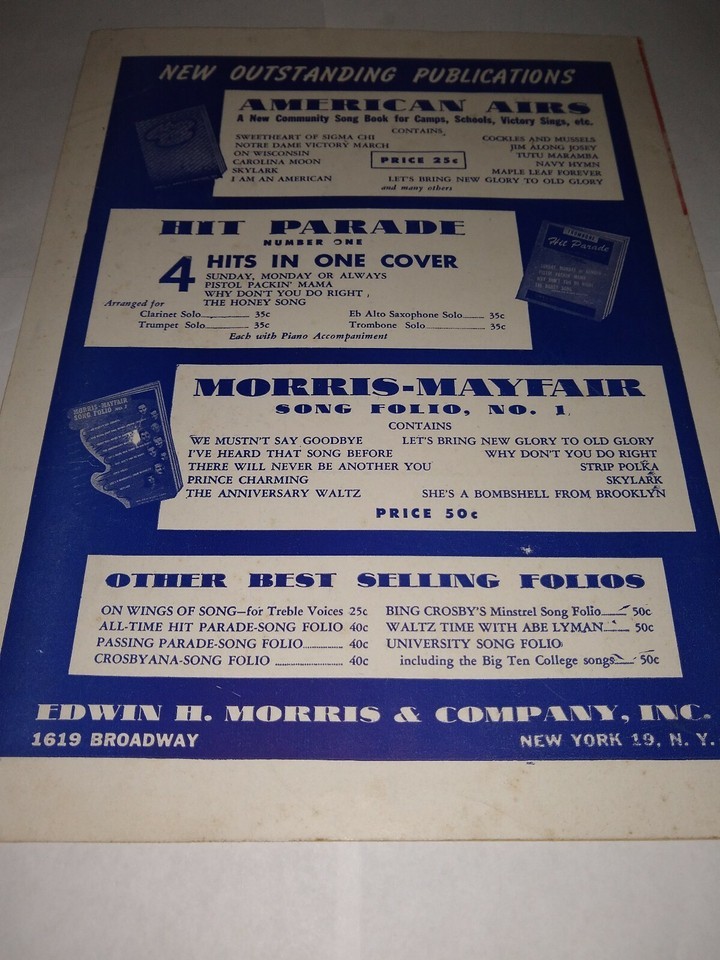 NEW OUTSTANDING PUBLICATIONS
AMERICAN AIRS
A New Community Song Book for Camps, Schools, Victory Sings, etc.
CONTAINS
SWEETHEART OF SIGMA CHI
NOTRE DAME VICTORY MARCH
ON WISCONSIN
CAROLINA MOON
SKYLARK
I AM AN AMERICAN
PRICE 25c
COCKLES AND MUSSELS
JIM ALONG JOSEY
TUTU MARAMBA
NAVY HYMN
MAPLE LEAF FOREVER
LET'S BRING NEW GLORY TO OLD GLORY
and many others
HIT PARADE
NUMBER ONE
4 HITS IN ONE COVER
SUNDAY, MONDAY OR ALWAYS
PISTOL PACKIN' MAMA
WHY DON'T YOU DO RIGHT
THE HONEY SONG
Arranged for
Clarinet Solo 35c Eb Alto Saxophone Solo 35c
Trumpet Solo 35c Trombone Solo 35c
Each with Piano Accompaniment
Hit Parade
MORRIS-MAYFAIR
SONG FOLIO, NO. 1
CONTAINS
WE MUSTN'T SAY GOODBYE LET'S BRING NEW GLORY TO OLD GLORY
I'VE HEARD THAT SONG BEFORE WHY DON'T YOU DO RIGHT
THERE WILL NEVER BE ANOTHER YOU STRIP POLKA
PRINCE CHARMING SKYLARK
THE ANNIVERSARY WALTZ SHE'S A BOMBSHELL FROM BROOKLYN
PRICE 50c
MORRIS-MAYFAIR
SONG FOLIO
OTHER BEST SELLING FOLIOS
ON WINGS OF SONG—for Treble Voices 25c BING CROSBY'S Minstrel Song Folio 50c
ALL-TIME HIT PARADE-SONG FOLIO 40c WALTZ TIME WITH ABE LYMAN 50c
PASSING PARADE-SONG FOLIO 40c UNIVERSITY SONG FOLIO
CROSBYANA-SONG FOLIO 40c including the Big Ten College songs 50c
EDWIN H. MORRIS & COMPANY, INC.
1619 BROADWAY NEW YORK 19, N. Y.